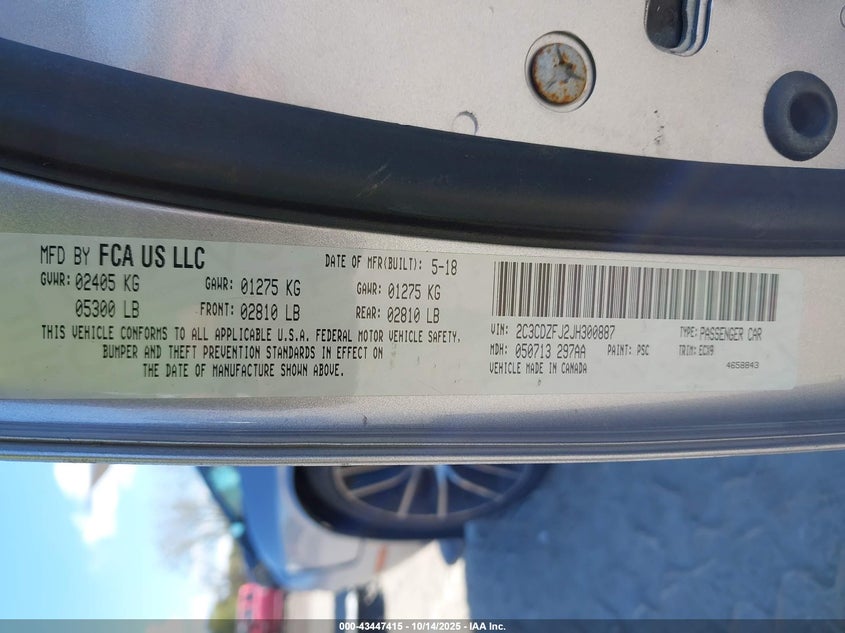 MFD BY FCA US LLC DATE OF MFR(BUILT): 5-18
GVWR: 02405 KG GAWR: 01275 KG GAWR: 01275 KG
05300 LB FRONT: 02810 LB REAR: 02810 LB
THIS VEHICLE CONFORMS TO ALL APPLICABLE U.S.A. FEDERAL MOTOR VEHICLE SAFETY,
BUMPER AND THEFT PREVENTION STANDARDS IN EFFECT ON
THE DATE OF MANUFACTURE SHOWN ABOVE.
VIN: 2C3CDZFJ2JH300887 TYPE: PASSENGER CAR
MDH: 050713 297AA PAINT: PSC TRIM: ECX9
VEHICLE MADE IN CANADA 4658843
000-43447415 - 10/14/2025 - IAA Inc.